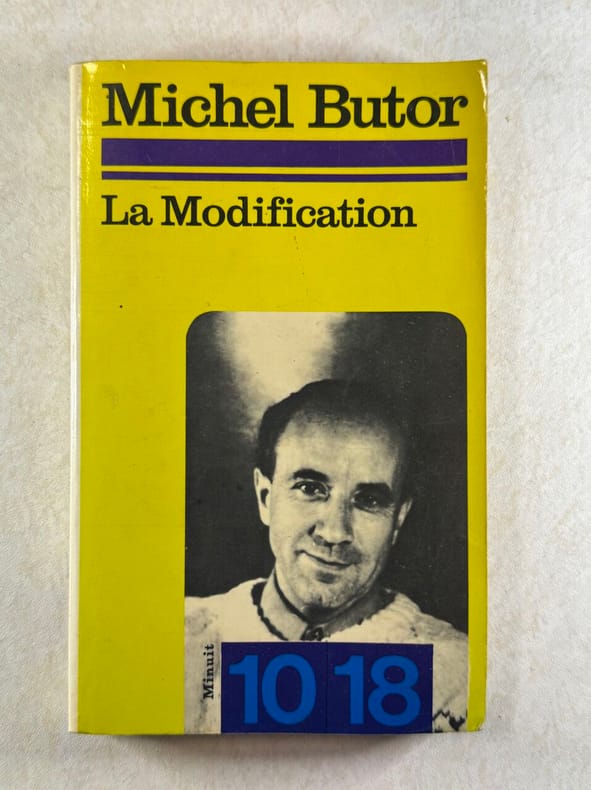 Michel Butor
La Modification
Minuit
10 18